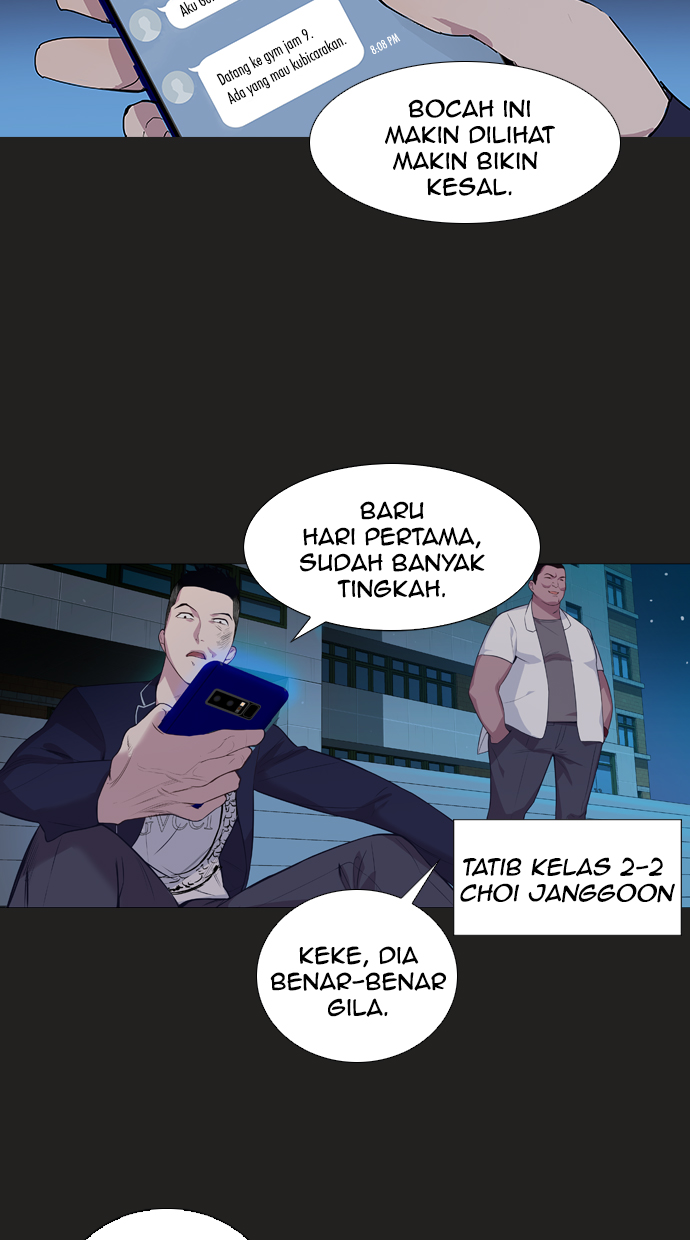 Aku
Datang ke gym jam 9.
Ada yang mau kubicarakan.
8:08 PM
BOCAH INI
MAKIN DILIHAT
MAKIN BIKIN
KESAL.
BARU
HARI PERTAMA,
SUDAH BANYAK
TINGKAH.
TATIB KELAS 2-2
CHOI JANGGOON
KEKE, DIA
BENAR-BENAR
GILA.